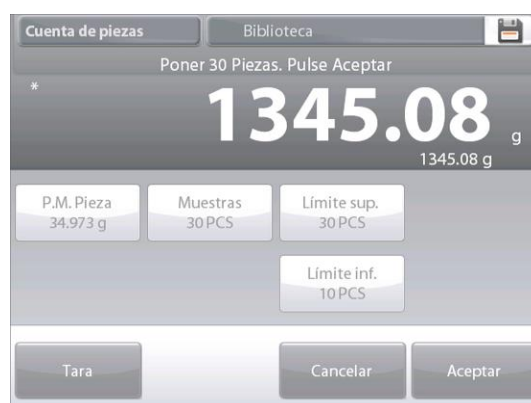 Cuenta de piezas
Biblioteca
Poner 30 Piezas. Pulse Aceptar
*
1345.08 g
1345.08 g
P.M. Pieza
34.973 g
Muestras
30 PCS
Límite sup.
30 PCS
Límite inf.
10 PCS
Tara
Cancelar
Aceptar